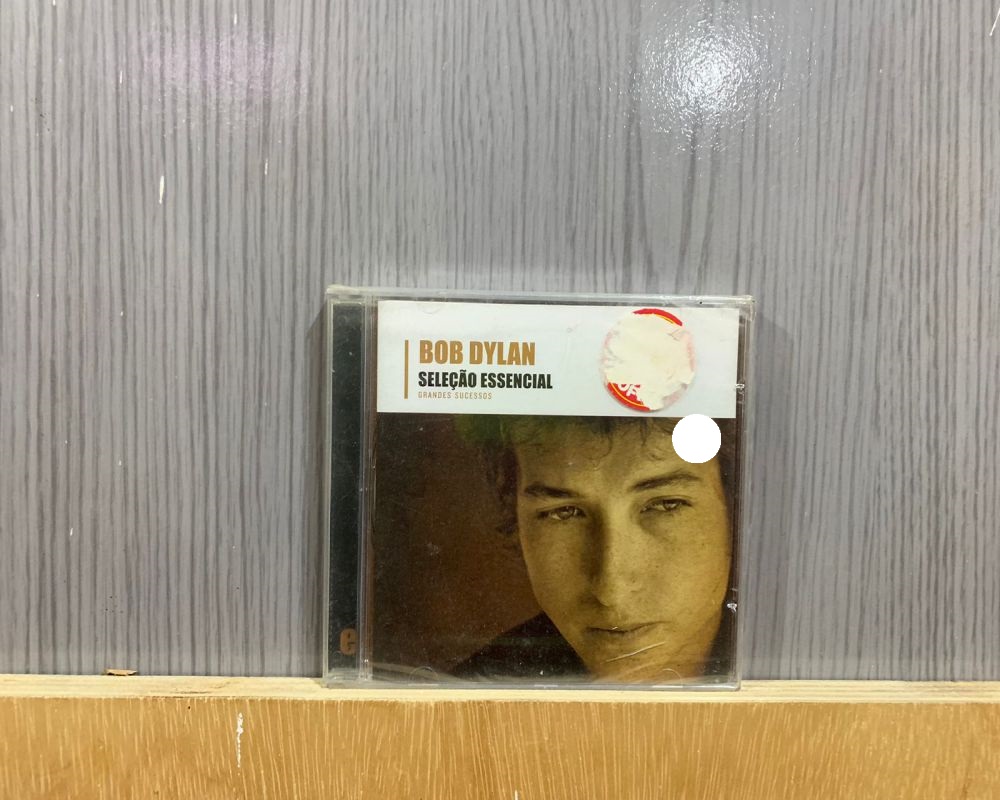 BOB DYLAN
SELEÇÃO ESSENCIAL
GRANDES SUCESSOS
e